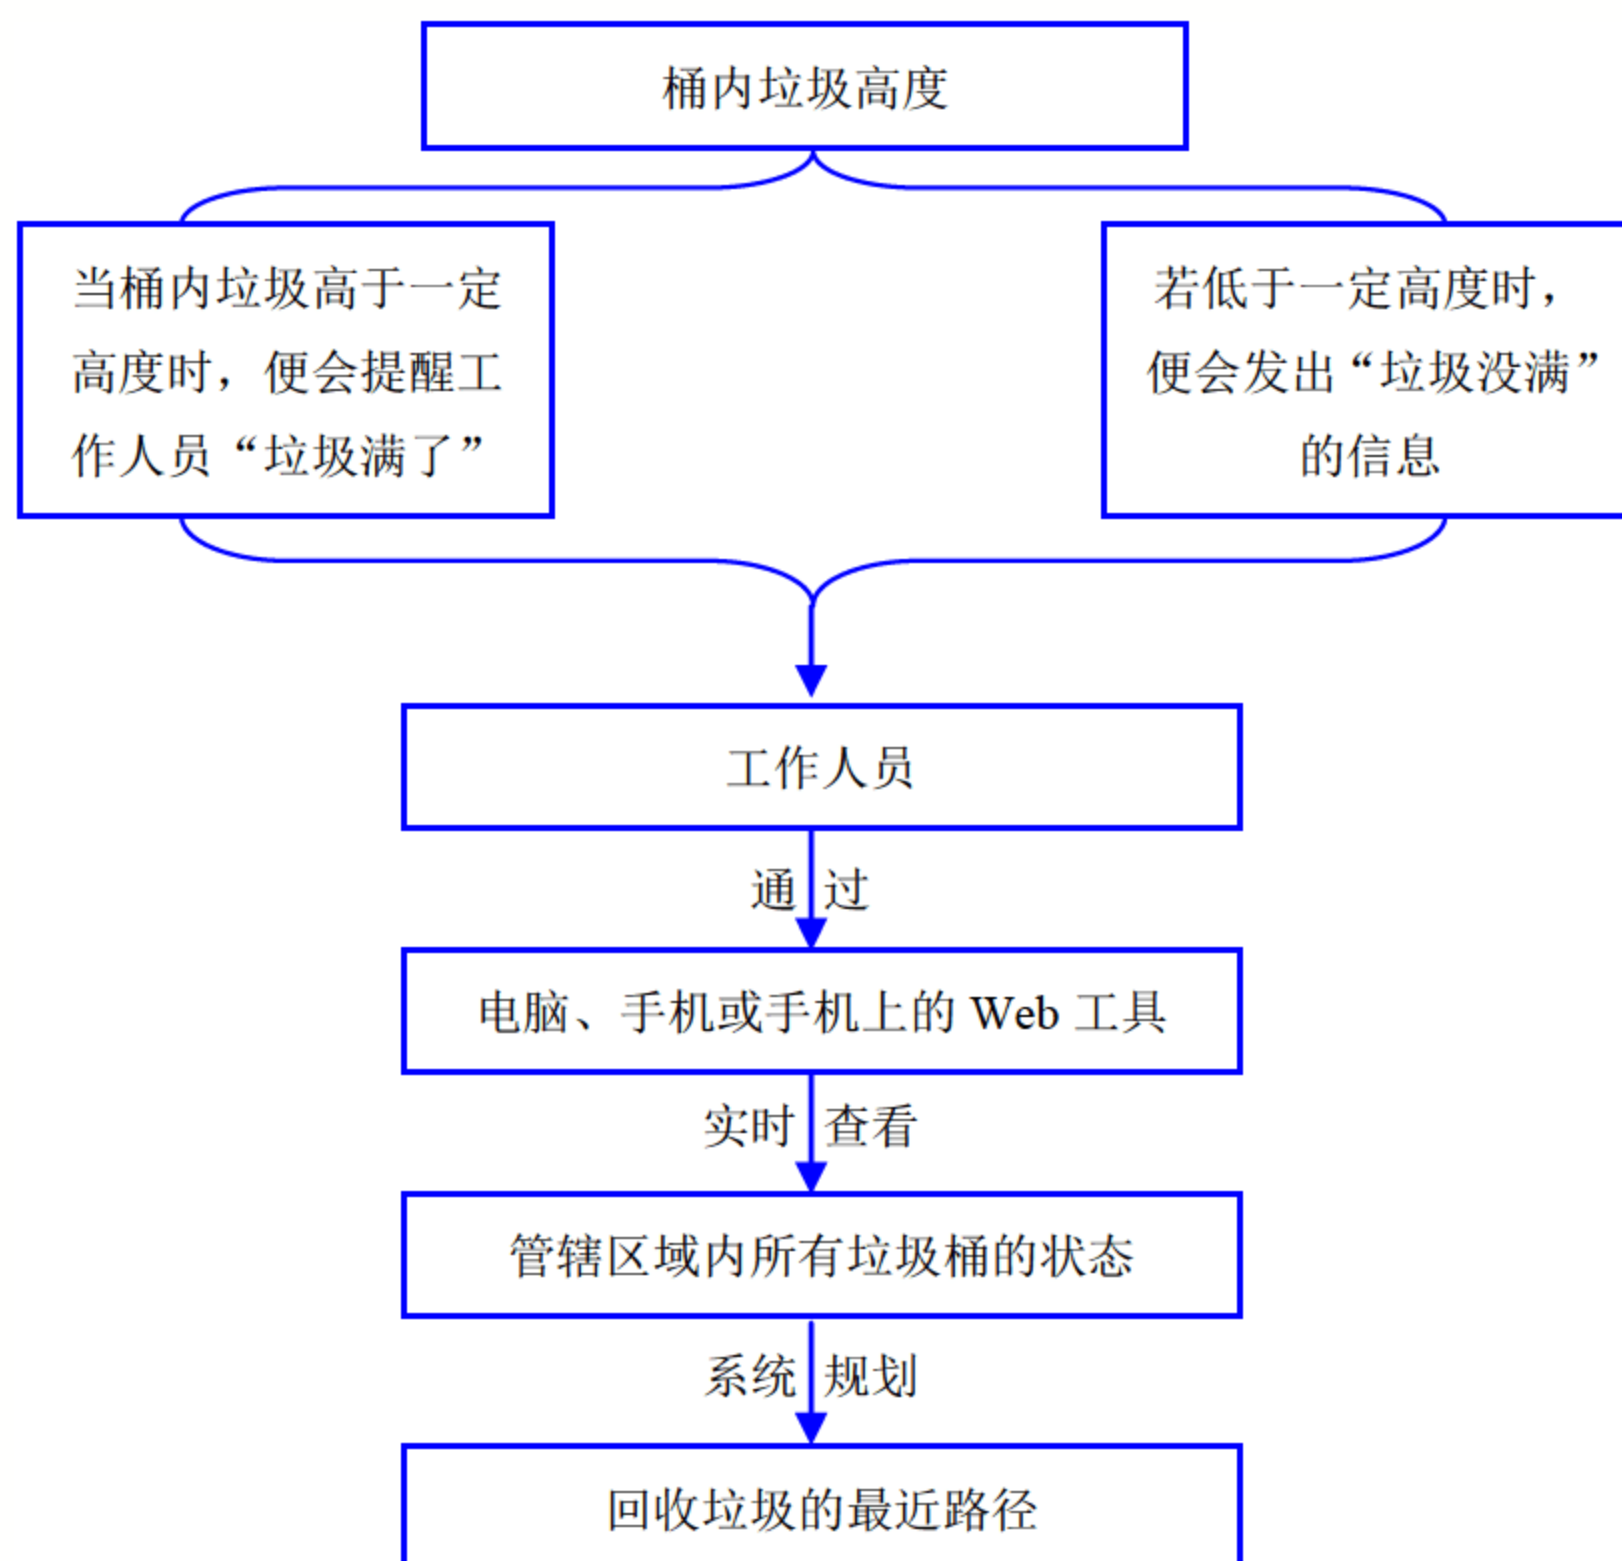 桶内垃圾高度
当桶内垃圾高于一定
高度时，便会提醒工
作人员“垃圾满了”
若低于一定高度时，
便会发出“垃圾没满”
的信息
工作人员
通过
电脑、手机或手机上的 Web 工具
实时查看
管辖区域内所有垃圾桶的状态
系统规划
回收垃圾的最近路径